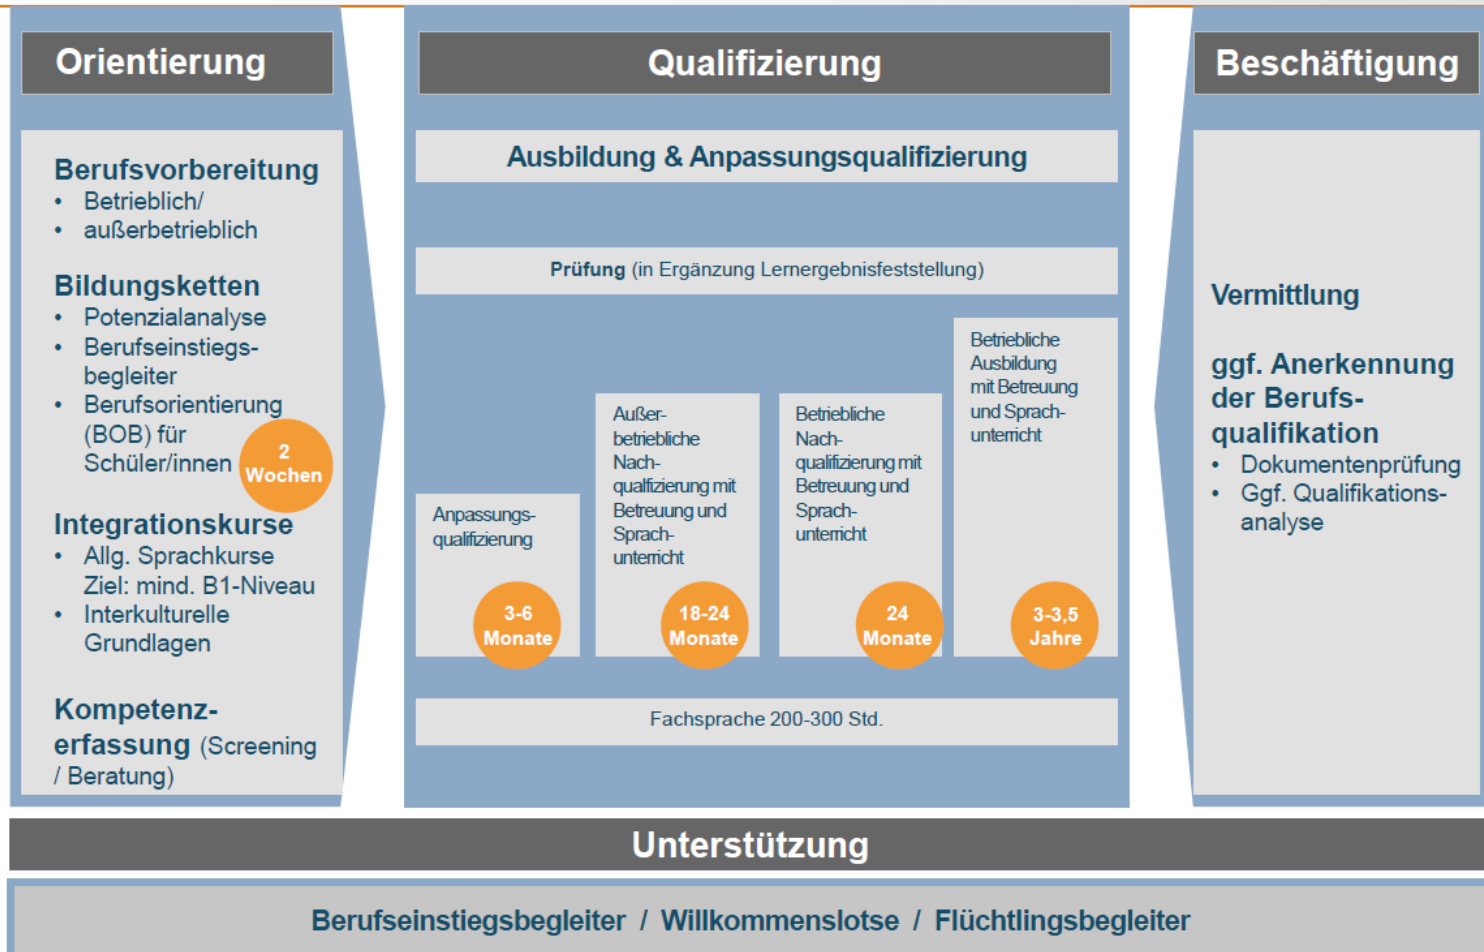 Orientierung
Berufsvorbereitung
• Betrieblich/
• außerbetrieblich
Bildungsketten
• Potenzialanalyse
• Berufseinstiegs-
begleiter
• Berufsorientierung
(BOB) für
Schüler/innen
2
Wochen
Integrationskurse
• Allg. Sprachkurse
Ziel: mind. B1-Niveau
• Interkulturelle
Grundlagen
Kompetenz-
erfassung (Screening
/ Beratung)
Qualifizierung
Ausbildung & Anpassungsqualifizierung
Prüfung (in Ergänzung Lernergebnisfeststellung)
Anpassungs-
qualifizierung
3-6
Monate
Außer-
betriebliche
Nach-
qualfizierung mit
Betreuung und
Sprach-
unterricht
18-24
Monate
Betriebliche
Nach-
qualifizierung mit
Betreuung und
Sprach-
unterricht
24
Monate
Betriebliche
Ausbildung
mit Betreuung
und Sprach-
unterricht
3-3,5
Jahre
Fachsprache 200-300 Std.
Beschäftigung
Vermittlung
ggf. Anerkennung
der Berufs-
qualifikation
• Dokumentenprüfung
• Ggf. Qualifikations-
analyse
Unterstützung
Berufseinstiegsbegleiter / Willkommenslotse / Flüchtlingsbegleiter